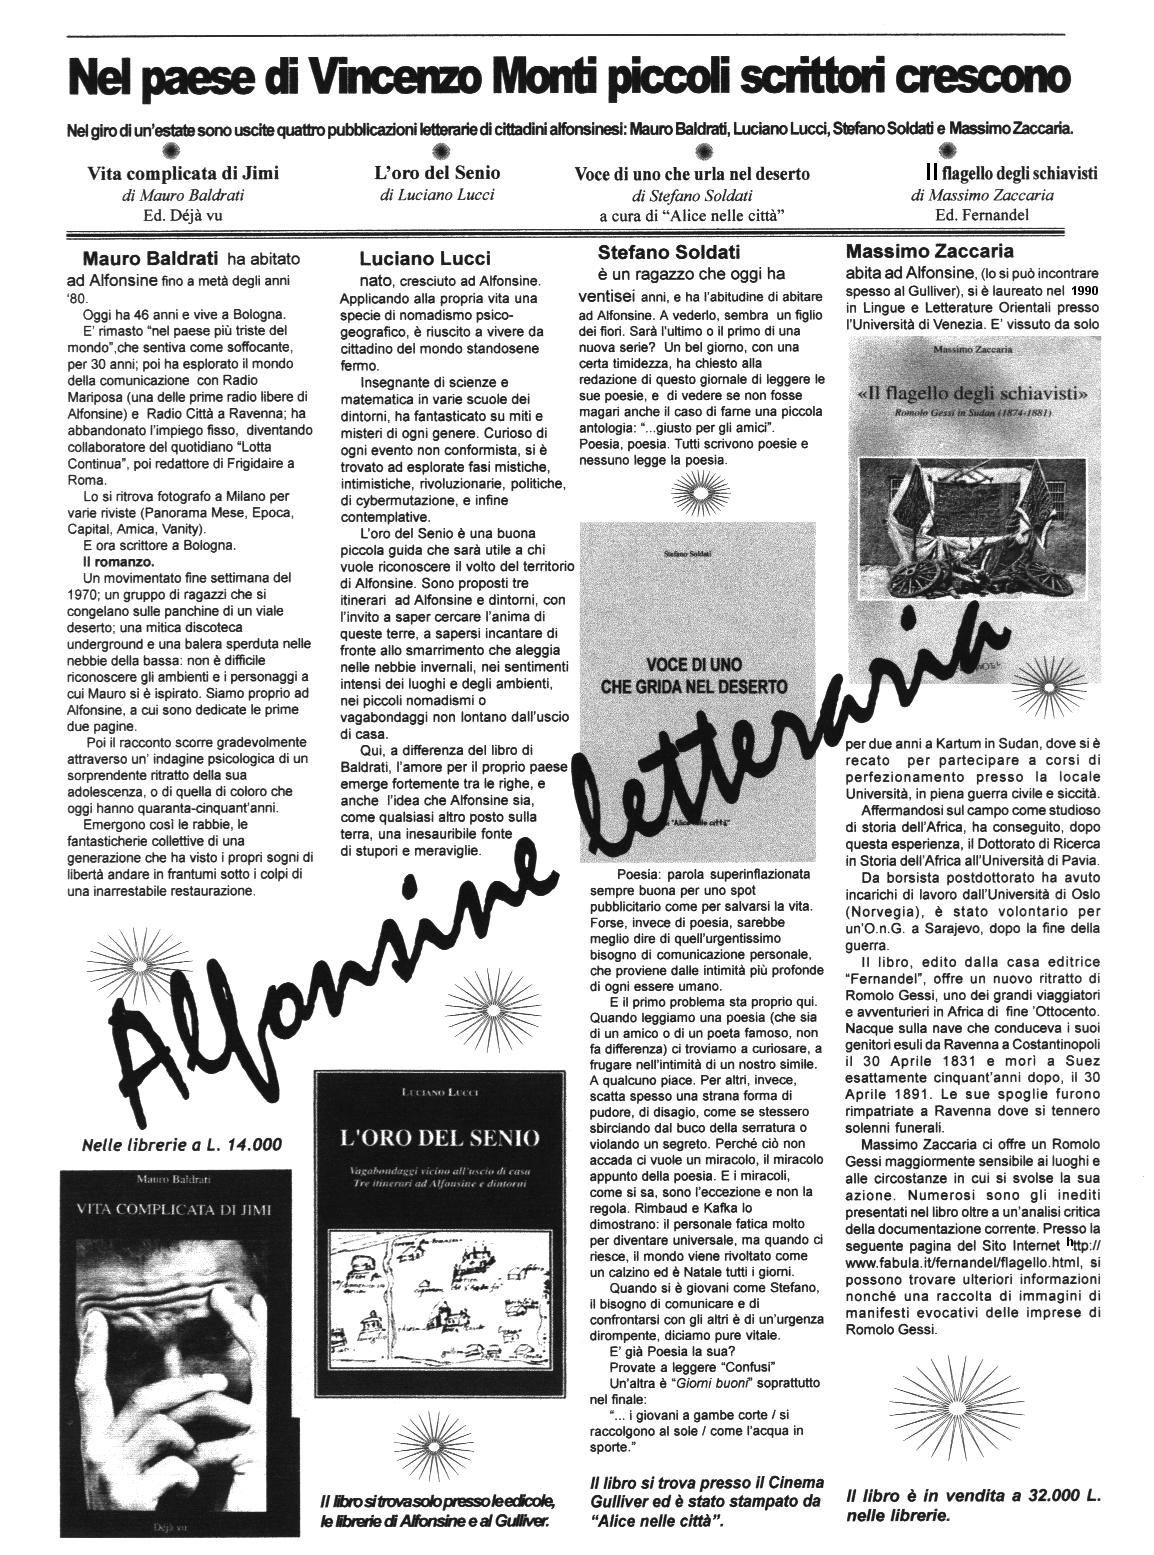 Nel paese di Vincenzo Monti piccoli scrittori crescono
Nel giro di un'estate sono uscite quattro pubblicazioni letterarie di cittadini alfonsinesi: Mauro Baldrati, Luciano Lucci, Stefano Soldati e Massimo Zaccaria.
Vita complicata di Jimi
di Mauro Baldrati
Ed. Déjà vu
L'oro del Senio
di Luciano Lucci
Voce di uno che urla nel deserto
di Stefano Soldati
a cura di “Alice nelle città”
Il flagello degli schiavisti
di Massimo Zaccaria
Ed. Fernandel
Mauro Baldrati ha abitato
ad Alfonsine fino a metà degli anni
‘80.
Oggi ha 46 anni e vive a Bologna.
E’ rimasto “nel paese più triste del
mondo”,che sentiva come soffocante,
per 30 anni; poi ha esplorato il mondo
della comunicazione con Radio
Mariposa (una delle prime radio libere di
Alfonsine) e Radio Città a Ravenna; ha
abbandonato l’impiego fisso, diventando
collaboratore del quotidiano “Lotta
Continua”, poi redattore di Frigidaire a
Roma.
Lo si ritrova fotografo a Milano per
varie riviste (Panorama Mese, Epoca,
Capital, Amica, Vanity).
E ora scrittore a Bologna.
Il romanzo.
Un movimentato fine settimana del
1970; un gruppo di ragazzi che si
congelano sulle panchine di un viale
deserto; una mitica discoteca
underground e una balera sperduta nelle
nebbie della bassa: non è difficile
riconoscere gli ambienti e i personaggi a
cui Mauro si è ispirato. Siamo proprio ad
Alfonsine, a cui sono dedicate le prime
due pagine.
Poi il racconto scorre gradevolmente
attraverso un’ indagine psicologica di un
sorprendente ritratto della sua
adolescenza, o di quella di coloro che
oggi hanno quaranta-cinquant’anni.
Emergono così le rabbie, le
fantasticherie collettive di una
generazione che ha visto i propri sogni di
libertà andare in frantumi sotto i colpi di
una inarrestabile restaurazione.
Nelle librerie a L. 14.000
Mauro Baldrati
VITA COMPLICATA DI JIMI
Déjà vu
Luciano Lucci
nato, cresciuto ad Alfonsine.
Applicando alla propria vita una
specie di nomadismo psico-
geografico, è riuscito a vivere da
cittadino del mondo standosene
fermo.
Insegnante di scienze e
matematica in varie scuole dei
dintorni, ha fantasticato su miti e
misteri di ogni genere. Curioso di
ogni evento non conformista, si è
trovato ad esplorate fasi mistiche,
intimistiche, rivoluzionarie, politiche,
di cybermutazione, e infine
contemplative.
L’oro del Senio è una buona
piccola guida che sarà utile a chi
vuole riconoscere il volto del territorio
di Alfonsine. Sono proposti tre
itinerari ad Alfonsine e dintorni, con
l’invito a saper cercare l’anima di
queste terre, a sapersi incantare di
fronte allo smarrimento che aleggia
nelle nebbie invernali, nei sentimenti
intensi dei luoghi e degli ambienti,
nei piccoli nomadismi o
vagabondaggi non lontano dall’uscio
di casa.
Qui, a differenza del libro di
Baldrati, l’amore per il proprio paese
emerge fortemente tra le righe, e
anche l’idea che Alfonsine sia,
come qualsiasi altro posto sulla
terra, una inesauribile fonte
di stupori e meraviglie.
Alfonsine letteraria
LUCIANO LUCCI
L'ORO DEL SENIO
Vagabondaggi vicino all'uscio di casa
Tre itinerari ad Alfonsine e dintorni
Il libro si trova solo presso le edicole,
le librerie di Alfonsine e al Gulliver.
Stefano Soldati
è un ragazzo che oggi ha
ventisei anni, e ha l’abitudine di abitare
ad Alfonsine. A vederlo, sembra un figlio
dei fiori. Sarà l’ultimo o il primo di una
nuova serie? Un bel giorno, con una
certa timidezza, ha chiesto alla
redazione di questo giornale di leggere le
sue poesie, e di vedere se non fosse
magari anche il caso di farne una piccola
antologia: “...giusto per gli amici”.
Poesia, poesia. Tutti scrivono poesie e
nessuno legge la poesia.
Stefano Soldati
VOCE DI UNO
CHE GRIDA NEL DESERTO
"Alice nelle città"
Poesia: parola superinflazionata
sempre buona per uno spot
pubblicitario come per salvarsi la vita.
Forse, invece di poesia, sarebbe
meglio dire di quell’urgentissimo
bisogno di comunicazione personale,
che proviene dalle intimità più profonde
di ogni essere umano.
E il primo problema sta proprio qui.
Quando leggiamo una poesia (che sia
di un amico o di un poeta famoso, non
fa differenza) ci troviamo a curiosare, a
frugare nell’intimità di un nostro simile.
A qualcuno piace. Per altri, invece,
scatta spesso una strana forma di
pudore, di disagio, come se stessero
sbirciando dal buco della serratura o
violando un segreto. Perché ciò non
accada ci vuole un miracolo, il miracolo
appunto della poesia. E i miracoli,
come si sa, sono l’eccezione e non la
regola. Rimbaud e Kafka lo
dimostrano: il personale fatica molto
per diventare universale, ma quando ci
riesce, il mondo viene rivoltato come
un calzino ed è Natale tutti i giorni.
Quando si è giovani come Stefano,
il bisogno di comunicare e di
confrontarsi con gli altri è di un’urgenza
dirompente, diciamo pure vitale.
E’ già Poesia la sua?
Provate a leggere “Confusi”
Un’altra è “Giorni buoni” soprattutto
nel finale:
“... i giovani a gambe corte / si
raccolgono al sole / come l’acqua in
sporte.”
Il libro si trova presso il Cinema
Gulliver ed è stato stampato da
“Alice nelle città”.
Massimo Zaccaria
abita ad Alfonsine, (lo si può incontrare
spesso al Gulliver), si è laureato nel 1990
in Lingue e Letterature Orientali presso
l’Università di Venezia. E’ vissuto da solo
Massimo Zaccaria
«Il flagello degli schiavisti»
Romolo Gessi in Sudan (1874-1881)
per due anni a Kartum in Sudan, dove si è
recato per partecipare a corsi di
perfezionamento presso la locale
Università, in piena guerra civile e siccità.
Affermandosi sul campo come studioso
di storia dell’Africa, ha conseguito, dopo
questa esperienza, il Dottorato di Ricerca
in Storia dell’Africa all’Università di Pavia.
Da borsista postdottorato ha avuto
incarichi di lavoro dall’Università di Oslo
(Norvegia), è stato volontario per
un’O.n.G. a Sarajevo, dopo la fine della
guerra.
Il libro, edito dalla casa editrice
“Fernandel”, offre un nuovo ritratto di
Romolo Gessi, uno dei grandi viaggiatori
e avventurieri in Africa di fine ’Ottocento.
Nacque sulla nave che conduceva i suoi
genitori esuli da Ravenna a Costantinopoli
il 30 Aprile 1831 e morì a Suez
esattamente cinquant’anni dopo, il 30
Aprile 1891. Le sue spoglie furono
rimpatriate a Ravenna dove si tennero
solenni funerali.
Massimo Zaccaria ci offre un Romolo
Gessi maggiormente sensibile ai luoghi e
alle circostanze in cui si svolse la sua
azione. Numerosi sono gli inediti
presentati nel libro oltre a un’analisi critica
della documentazione corrente. Presso la
seguente pagina del Sito Internet http://
www.fabula.it/fernandel/flagello.html, si
possono trovare ulteriori informazioni
nonché una raccolta di immagini di
manifesti evocativi delle imprese di
Romolo Gessi.
Il libro è in vendita a 32.000 L.
nelle librerie.